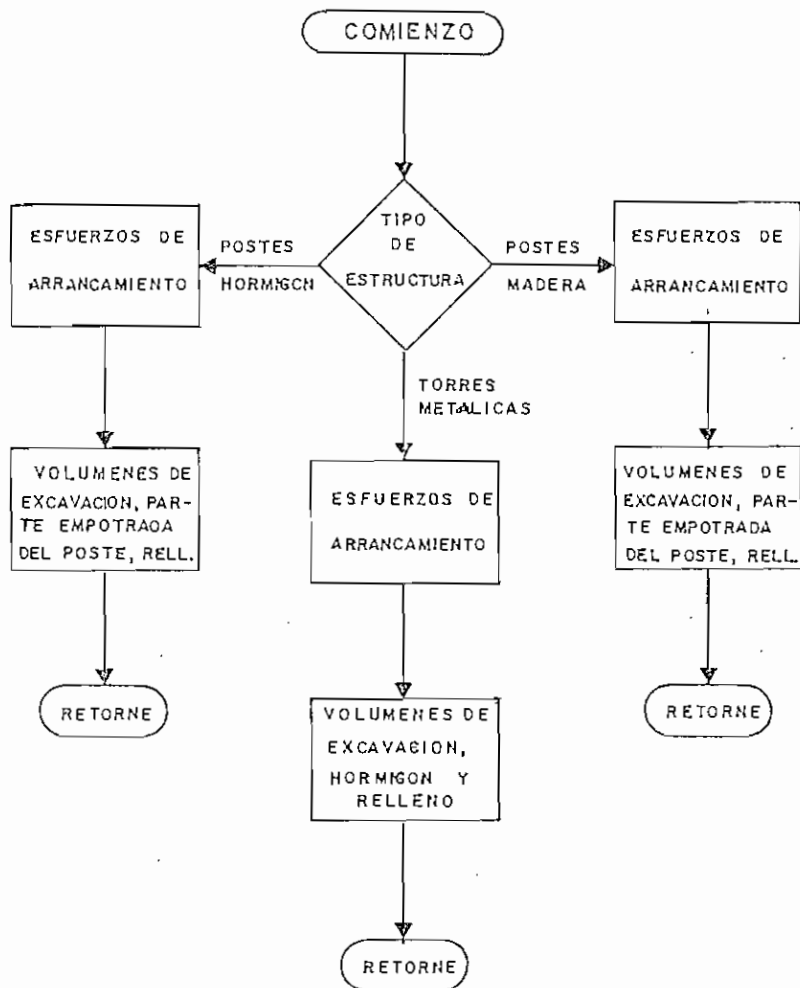 COMIENZO
TIPO
DE
ESTRUCTURA
POSTES
HORMIGON
POSTES
MADERA
TORRES
METALICAS
ESFUERZOS DE
ARRANCAMIENTO
VOLUMENES DE
EXCAVACION, PAR-
TE EMPOTRADA
DEL POSTE, RELL.
RETORNE
ESFUERZOS DE
ARRANCAMIENTO
VOLUMENES DE
EXCAVACION,
HORMIGON Y
RELLENO
RETORNE
ESFUERZOS DE
ARRANCAMIENTO
VOLUMENES DE
EXCAVACION, PAR-
TE EMPOTRADA
DEL POSTE, RELL.
RETORNE